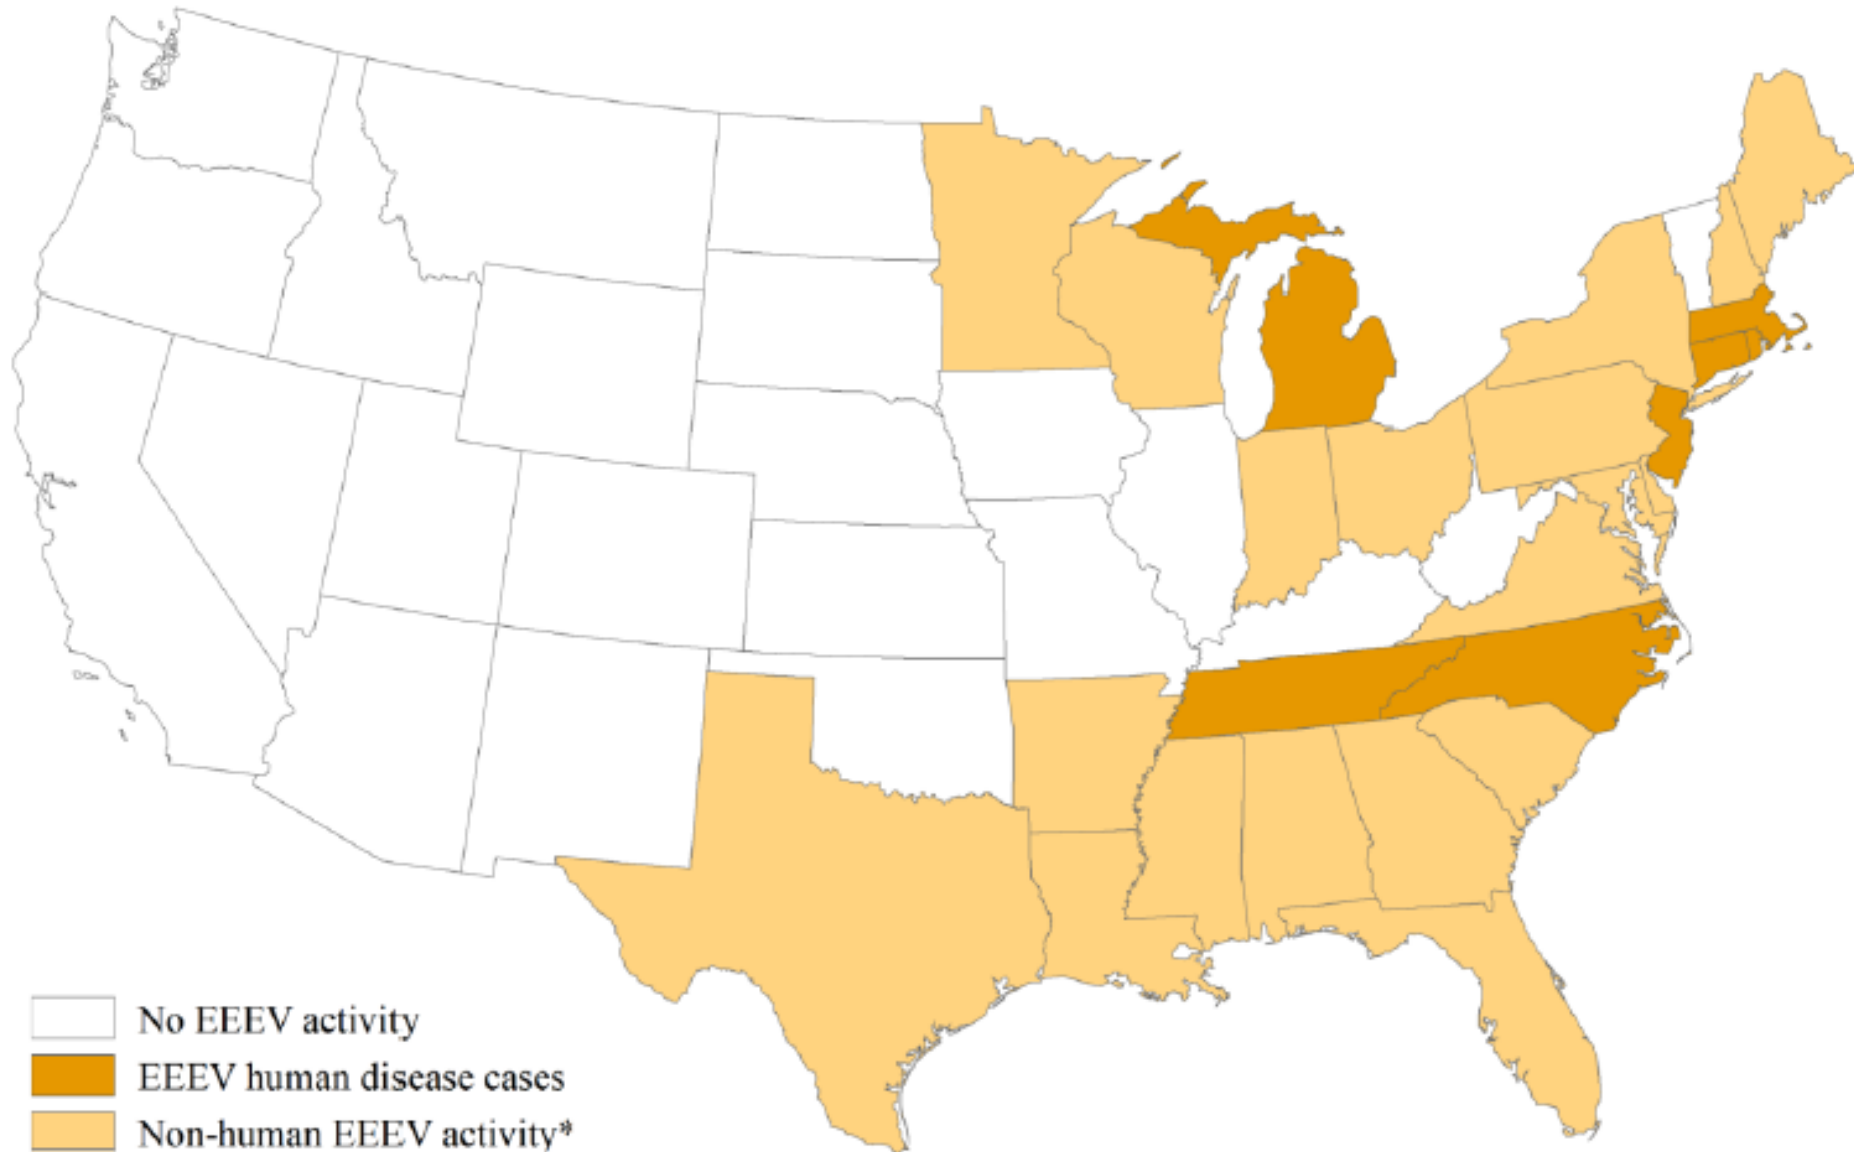 No EEEV activity
EEEV human disease cases
Non-human EEEV activity*